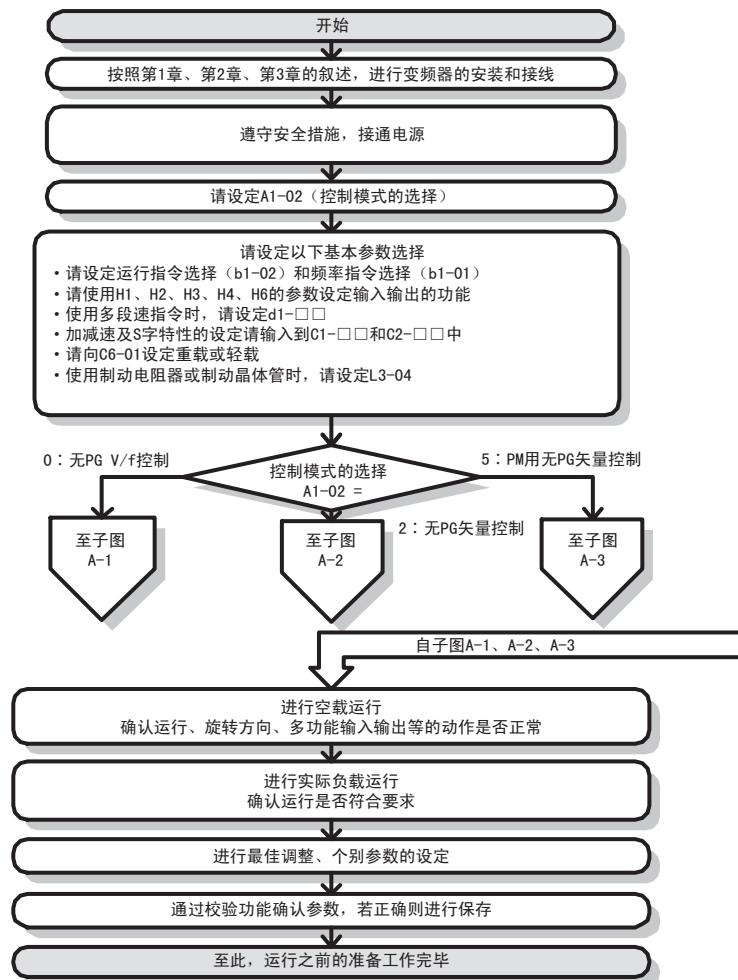 开始
按照第1章、第2章、第3章的叙述，进行变频器的安装和接线
遵守安全措施，接通电源
请设定A1-02（控制模式的选择）
请设定以下基本参数选择
・请设定运行指令选择（b1-02）和频率指令选择（b1-01）
・请使用H1、H2、H3、H4、H6的参数设定输入输出的功能
・使用多段速指令时，请设定d1-□□
・加减速及S字特性的设定请输入到C1-□□和C2-□□中
・请向C6-01设定重载或轻载
・使用制动电阻器或制动晶体管时，请设定L3-04
0：无PG V/f控制
控制模式的选择
A1-02 =
5：PM用无PG矢量控制
2：无PG矢量控制
至子图
A-1
至子图
A-2
至子图
A-3
自子图A-1、A-2、A-3
进行空载运行
确认运行、旋转方向、多功能输入输出等的动作是否正常
进行实际负载运行
确认运行是否符合要求
进行最佳调整、个别参数的设定
通过校验功能确认参数，若正确则进行保存
至此，运行之前的准备工作完毕